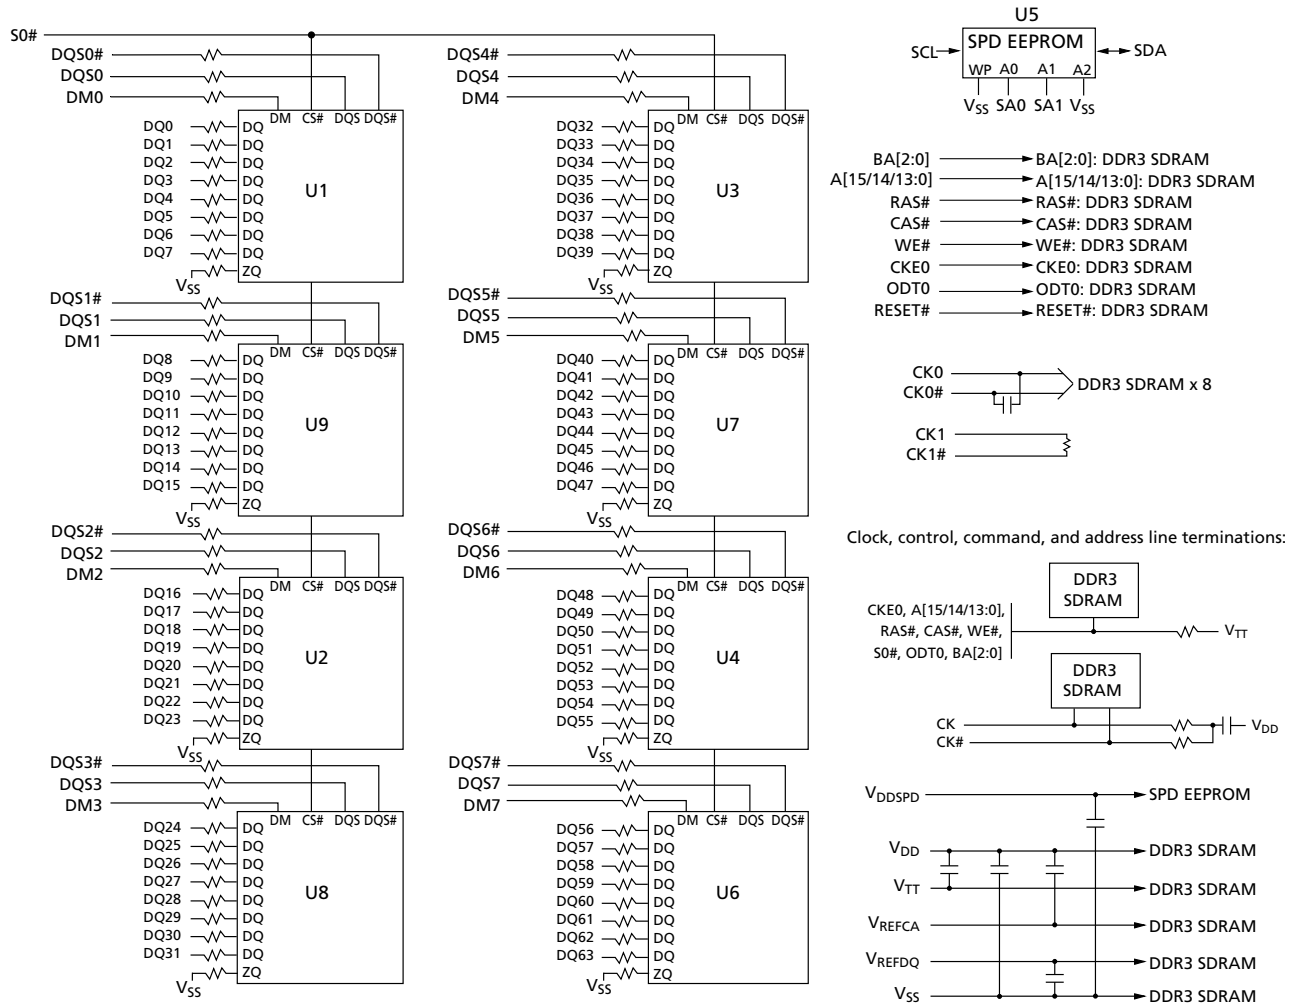 S0#
DQS0#
DQS0
DM0
DM CS# DQS DQS#
DQ0 DQ
DQ1 DQ
DQ2 DQ
DQ3 DQ
DQ4 DQ
DQ5 DQ
DQ6 DQ
DQ7 DQ
VSS ZQ
U1
DQS1#
DQS1
DM1
DM CS# DQS DQS#
DQ8 DQ
DQ9 DQ
DQ10 DQ
DQ11 DQ
DQ12 DQ
DQ13 DQ
DQ14 DQ
DQ15 DQ
VSS ZQ
U9
DQS2#
DQS2
DM2
DM CS# DQS DQS#
DQ16 DQ
DQ17 DQ
DQ18 DQ
DQ19 DQ
DQ20 DQ
DQ21 DQ
DQ22 DQ
DQ23 DQ
VSS ZQ
U2
DQS3#
DQS3
DM3
DM CS# DQS DQS#
DQ24 DQ
DQ25 DQ
DQ26 DQ
DQ27 DQ
DQ28 DQ
DQ29 DQ
DQ30 DQ
DQ31 DQ
VSS ZQ
U8
DQS4#
DQS4
DM4
DM CS# DQS DQS#
DQ32 DQ
DQ33 DQ
DQ34 DQ
DQ35 DQ
DQ36 DQ
DQ37 DQ
DQ38 DQ
DQ39 DQ
VSS ZQ
U3
DQS5#
DQS5
DM5
DM CS# DQS DQS#
DQ40 DQ
DQ41 DQ
DQ42 DQ
DQ43 DQ
DQ44 DQ
DQ45 DQ
DQ46 DQ
DQ47 DQ
VSS ZQ
U7
DQS6#
DQS6
DM6
DM CS# DQS DQS#
DQ48 DQ
DQ49 DQ
DQ50 DQ
DQ51 DQ
DQ52 DQ
DQ53 DQ
DQ54 DQ
DQ55 DQ
VSS ZQ
U4
DQS7#
DQS7
DM7
DM CS# DQS DQS#
DQ56 DQ
DQ57 DQ
DQ58 DQ
DQ59 DQ
DQ60 DQ
DQ61 DQ
DQ62 DQ
DQ63 DQ
VSS ZQ
U6
U5
SCL SPD EEPROM SDA
WP A0 A1 A2
VSS SA0 SA1 VSS
BA[2:0] BA[2:0]: DDR3 SDRAM
A[15/14/13:0] A[15/14/13:0]: DDR3 SDRAM
RAS# RAS#: DDR3 SDRAM
CAS# CAS#: DDR3 SDRAM
WE# WE#: DDR3 SDRAM
CKE0 CKE0: DDR3 SDRAM
ODT0 ODT0: DDR3 SDRAM
RESET# RESET#: DDR3 SDRAM
CK0
CK0#
DDR3 SDRAM x 8
CK1
CK1#
Clock, control, command, and address line terminations:
DDR3
SDRAM
CKE0, A[15/14/13:0],
RAS#, CAS#, WE#,
S0#, ODT0, BA[2:0]
VTT
DDR3
SDRAM
CK
CK#
VDD
VDDSPD SPD EEPROM
VDD DDR3 SDRAM
VTT DDR3 SDRAM
VREFCA DDR3 SDRAM
VREFDQ DDR3 SDRAM
VSS DDR3 SDRAM